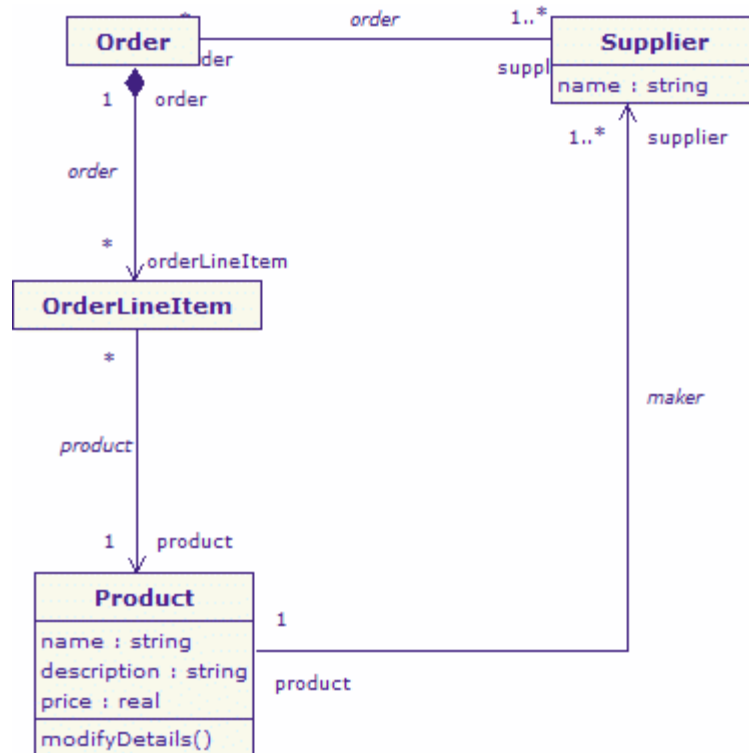 *
order
1..*
Order
Supplier
suppl
name : string
1
order
1..*
supplier
order
*
orderLineItem
OrderLineItem
*
maker
product
1
product
Product
1
name : string
description : string
product
price : real
modifyDetails()